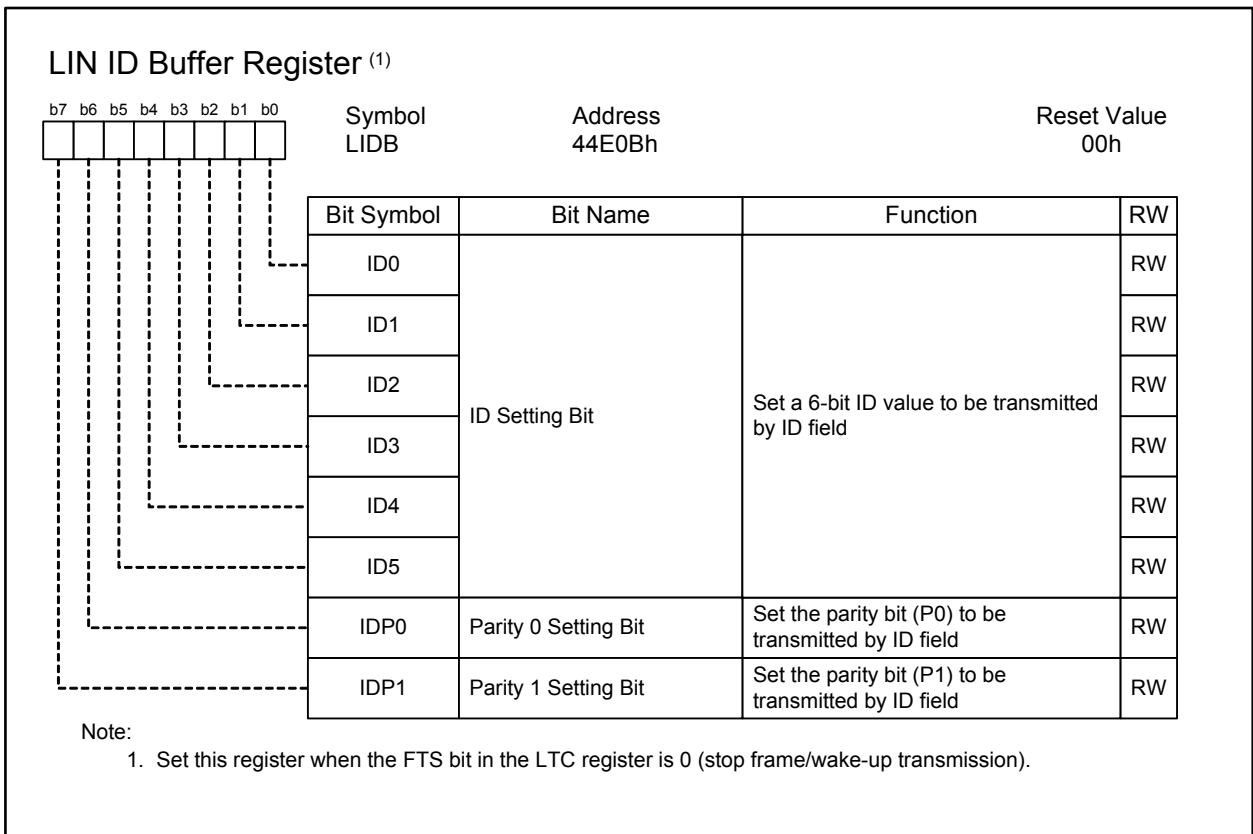 LIN ID Buffer Register (1)
b7 b6 b5 b4 b3 b2 b1 b0
Symbol Address Reset Value
LIDB 44E0Bh 00h
Bit Symbol Bit Name Function RW
ID0 RW
ID1 RW
ID2 RW
ID Setting Bit
Set a 6-bit ID value to be transmitted
by ID field
ID3 RW
ID4 RW
ID5 RW
IDP0 Parity 0 Setting Bit Set the parity bit (P0) to be
transmitted by ID field RW
IDP1 Parity 1 Setting Bit Set the parity bit (P1) to be
transmitted by ID field RW
Note:
1. Set this register when the FTS bit in the LTC register is 0 (stop frame/wake-up transmission).